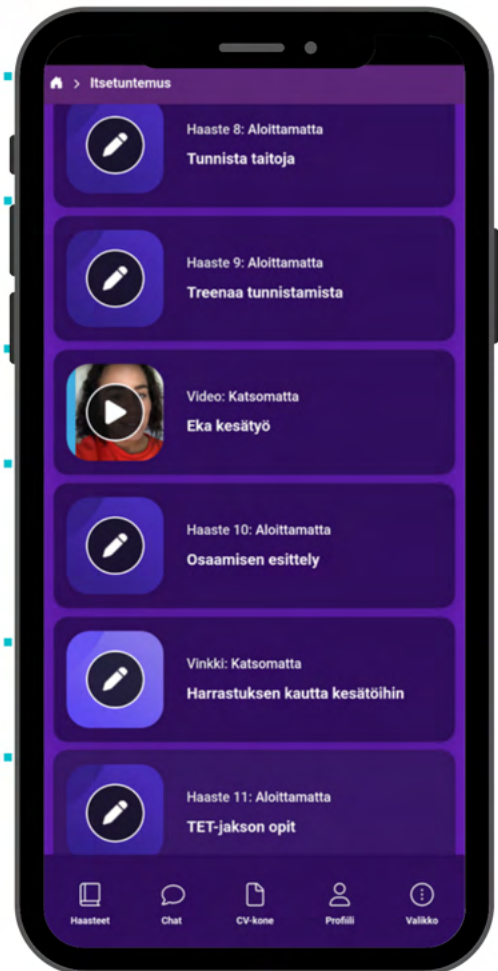 Itsetuntemus
Haaste 8: Aloittamatta
Tunnista taitoja
Haaste 9: Aloittamatta
Treenaa tunnistamista
Video: Katsomatta
Eka kesätyö
Haaste 10: Aloittamatta
Osaamisen esittely
Vinkki: Katsomatta
Harrastuksen kautta kesätöihin
Haaste 11: Aloittamatta
TET-jakson opit
Haasteet Chat CV-kone Profiili Valikko